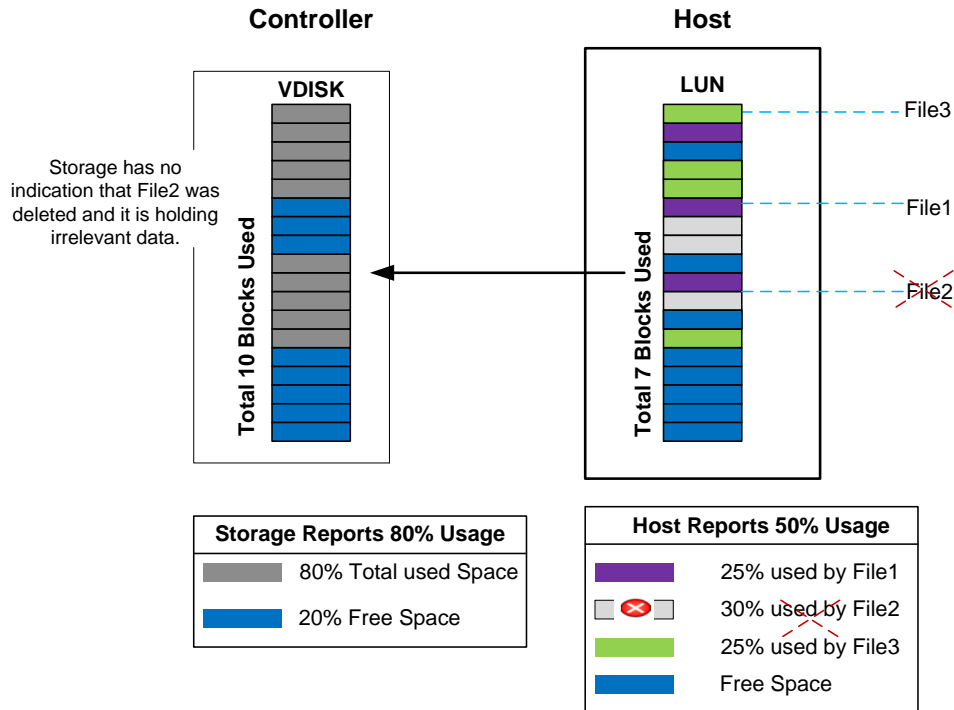 Controller
Host
VDISK
LUN
Storage has no
indication that File2 was
deleted and it is holding
irrelevant data.
Total 10 Blocks Used
Total 7 Blocks Used
File3
File1
File2
Storage Reports 80% Usage
80% Total used Space
20% Free Space
Host Reports 50% Usage
25% used by File1
30% used by File2
25% used by File3
Free Space